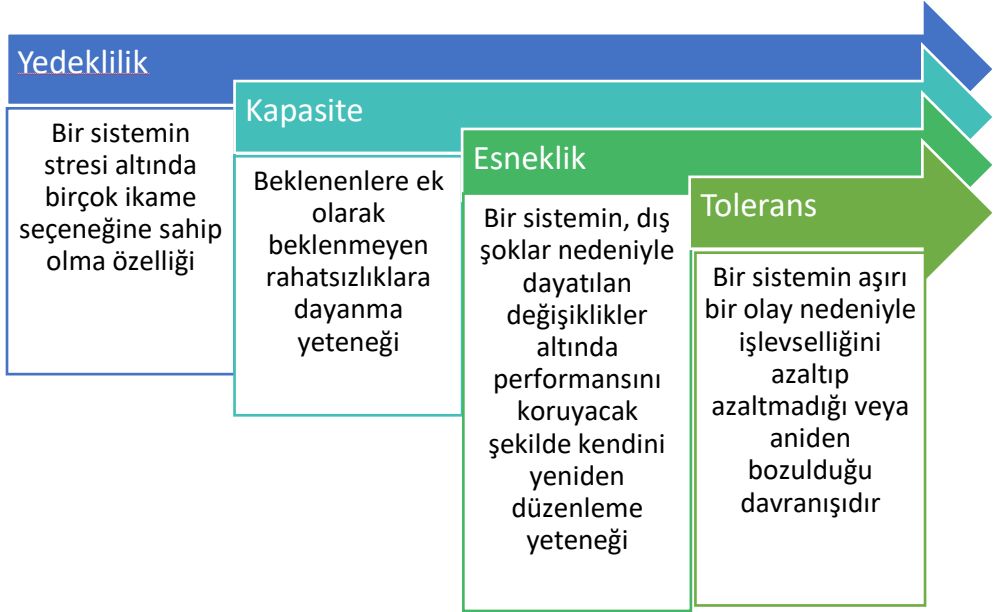 Yedeklilik
Bir sistemin
stresi altında
birçok ikame
seçeneğine sahip
olma özelliği
Kapasite
Beklenenlere ek
olarak
beklenmeyen
rahatsızlıklara
dayanma
yeteneği
Esneklik
Bir sistemin, dış
şoklar nedeniyle
dayatılan
değişiklikler
altında
performansını
koruyacak
şekilde kendini
yeniden
düzenleme
yeteneği
Tolerans
Bir sistemin aşırı
bir olay nedeniyle
işlevselliğini
azaltıp
azaltmadığı veya
aniden
bozulduğu
davranışıdır